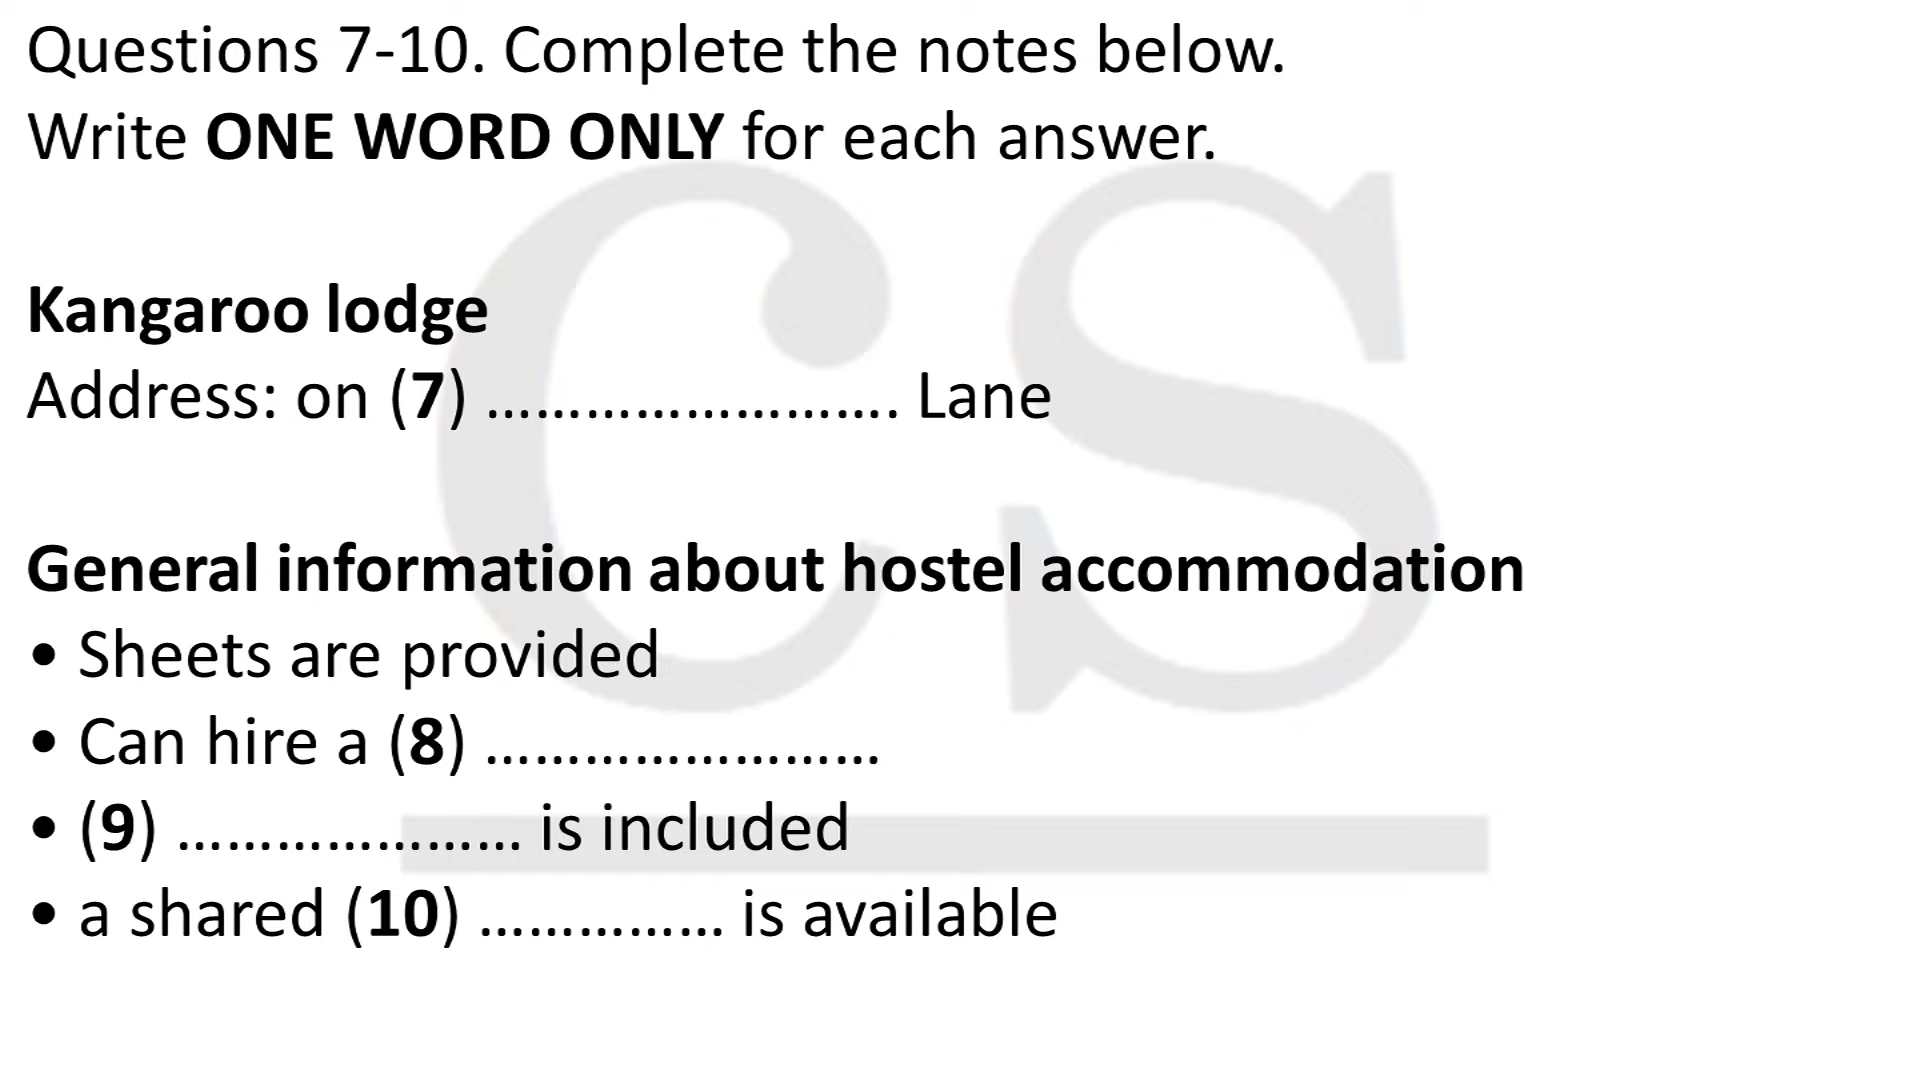 Questions 7-10. Complete the notes below.
Write ONE WORD ONLY for each answer.
Kangaroo lodge
Address: on (7) ……………………. Lane
General information about hostel accommodation
• Sheets are provided
• Can hire a (8) ……………………
• (9) ………………… is included
• a shared (10) …………… is available
CS